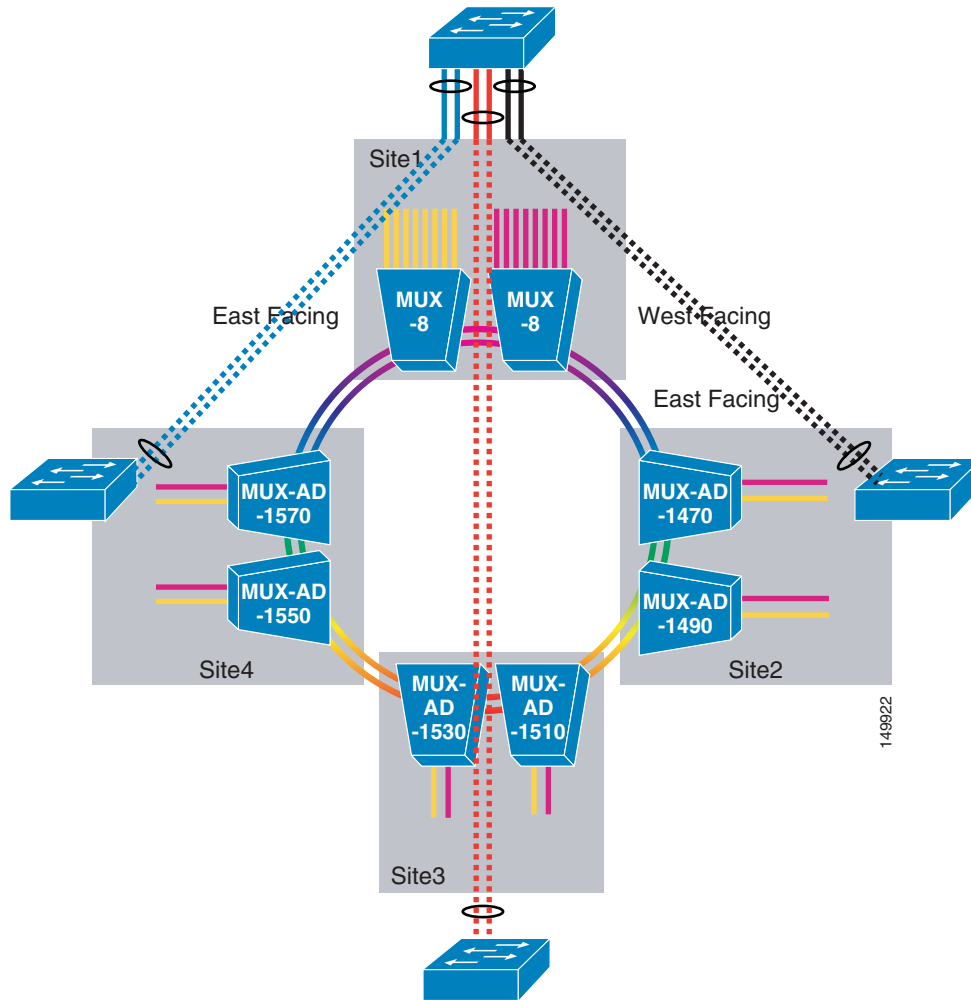 Site1
MUX
-8
MUX
-8
East Facing
West Facing
East Facing
MUX-AD
-1570
MUX-AD
-1470
MUX-AD
-1550
MUX-AD
-1490
Site4
Site2
MUX-
AD
-1530
MUX-
AD
-1510
149922
Site3